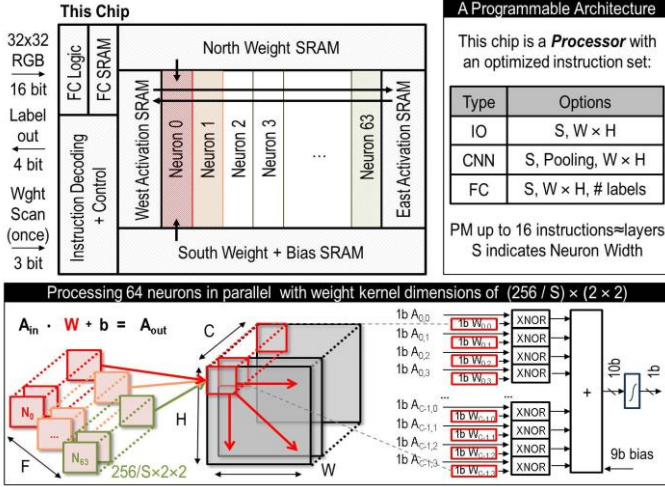 This Chip
32x32
RGB
16 bit
Label
out
4 bit
Wght
Scan
(once)
3 bit
FC Logic
FC SRAM
Instruction Decoding
+ Control
North Weight SRAM
West Activation SRAM
Neuron 0
Neuron 1
Neuron 2
Neuron 3
...
Neuron 63
East Activation SRAM
South Weight + Bias SRAM
A Programmable Architecture
This chip is a Processor with
an optimized instruction set:
Type Options
IO S, W × H
CNN S, Pooling, W × H
FC S, W × H, # labels
PM up to 16 instructions≈layers
S indicates Neuron Width
Processing 64 neurons in parallel with weight kernel dimensions of (256 / S) × (2 × 2)
Ain · W + b = Aout
N0
...
N63
F
256/S×2×2
C
H
W
1b A0,0
1b W0,0
XNOR
1b A0,1
1b W0,1
XNOR
1b A0,2
1b W0,2
XNOR
1b A0,3
1b W0,3
XNOR
... ...
1b AC-1,0
1b WC-1,0
XNOR
1b AC-1,1
1b WC-1,1
XNOR
1b AC-1,2
1b WC-1,2
XNOR
1b AC-1,3
1b WC-1,3
XNOR
+
10b
∫
1b
9b bias